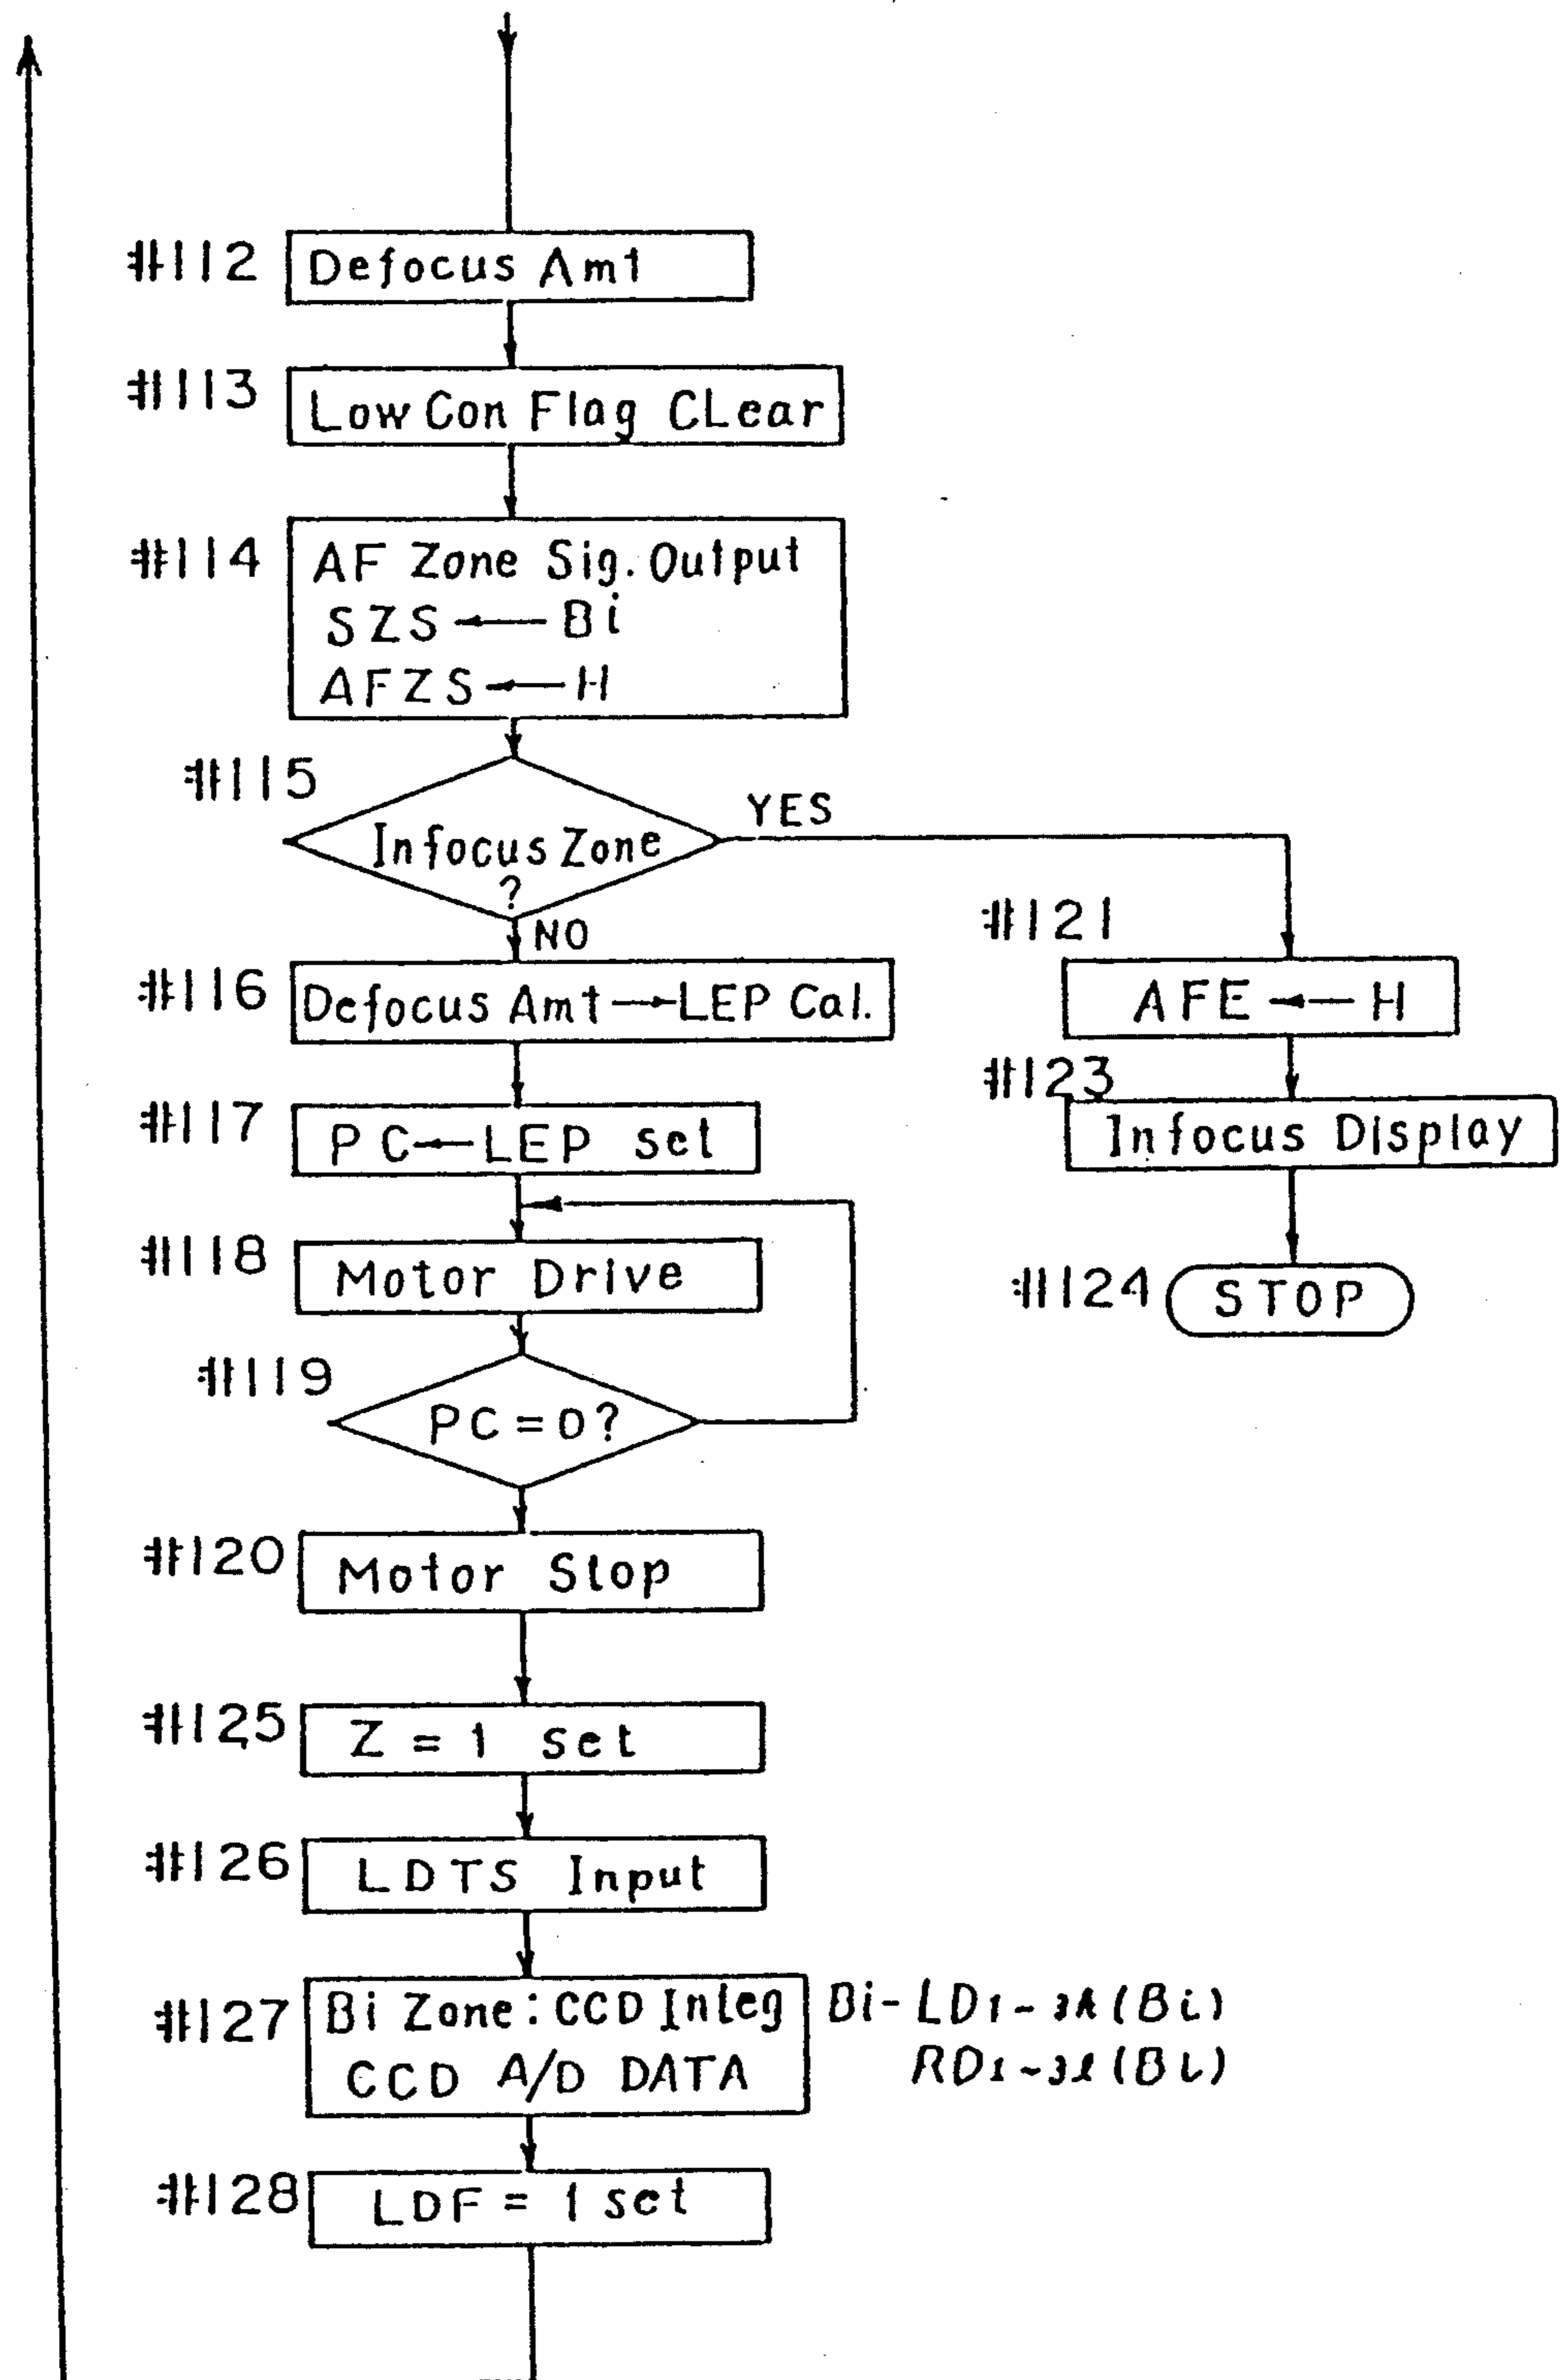 #112
Defocus Amt
#113
Low Con Flag CLear
#114
AF Zone Sig. Output
SZS ← Bi
AFZS ← H
#115
Infocus Zone
?
YES
NO
#116
Defocus Amt → LEP Cal.
#117
PC ← LEP set
#118
Motor Drive
#119
PC = 0?
#120
Motor Stop
#121
AFE ← H
#123
Infocus Display
#124
STOP
#125
Z = 1 set
#126
LDTS Input
#127
Bi Zone: CCD Integ
CCD A/D DATA
#128
LDF = 1 set